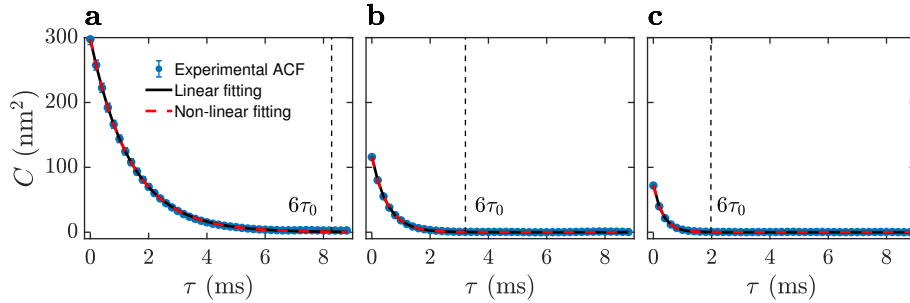 a b c
300
200
100
0
C (nm²)
Experimental ACF
Linear fitting
Non-linear fitting
6τ₀ 6τ₀ 6τ₀
0 2 4 6 8 0 2 4 6 8 0 2 4 6 8
τ (ms) τ (ms) τ (ms)